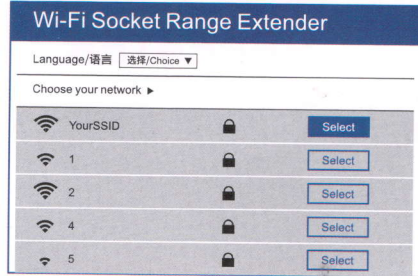 Wi-Fi Socket Range Extender
Language/语言 选择/Choice ▼
Choose your network ▶
YourSSID Select
1 Select
2 Select
4 Select
5 Select